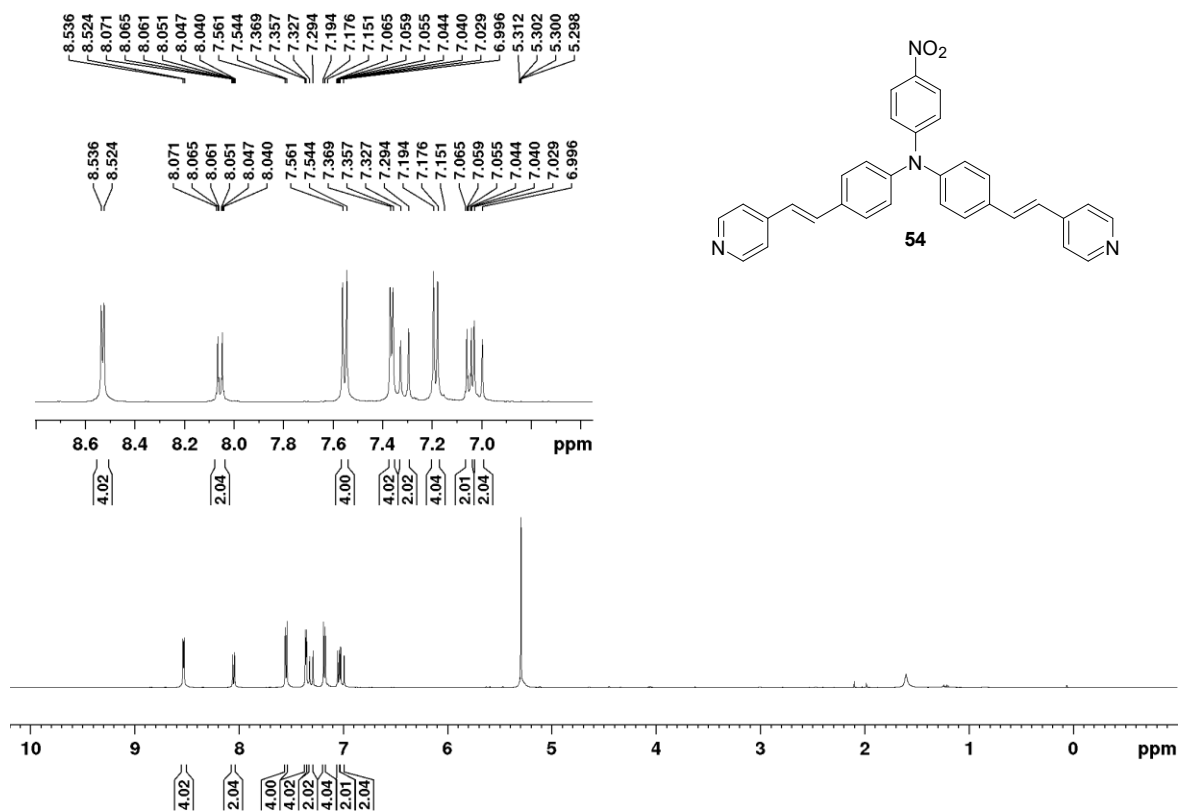 8.536 8.524 8.071 8.065 8.061 8.051 8.047 8.040 7.561 7.544 7.369 7.357 7.327 7.294 7.194 7.176 7.151 7.065 7.059 7.055 7.044 7.040 7.029 6.996 5.312 5.302 5.300 5.298
8.536 8.524 8.071 8.065 8.061 8.051 8.047 8.040 7.561 7.544 7.369 7.357 7.327 7.294 7.194 7.176 7.151 7.065 7.059 7.055 7.044 7.040 7.029 6.996
NO2
N
N
N
54
8.6 8.4 8.2 8.0 7.8 7.6 7.4 7.2 7.0 ppm
4.02 2.04 4.00 4.02 2.02 4.04 2.01 2.04
10 9 8 7 6 5 4 3 2 1 0 ppm
4.02 2.04 4.00 4.02 2.02 4.04 2.01 2.04